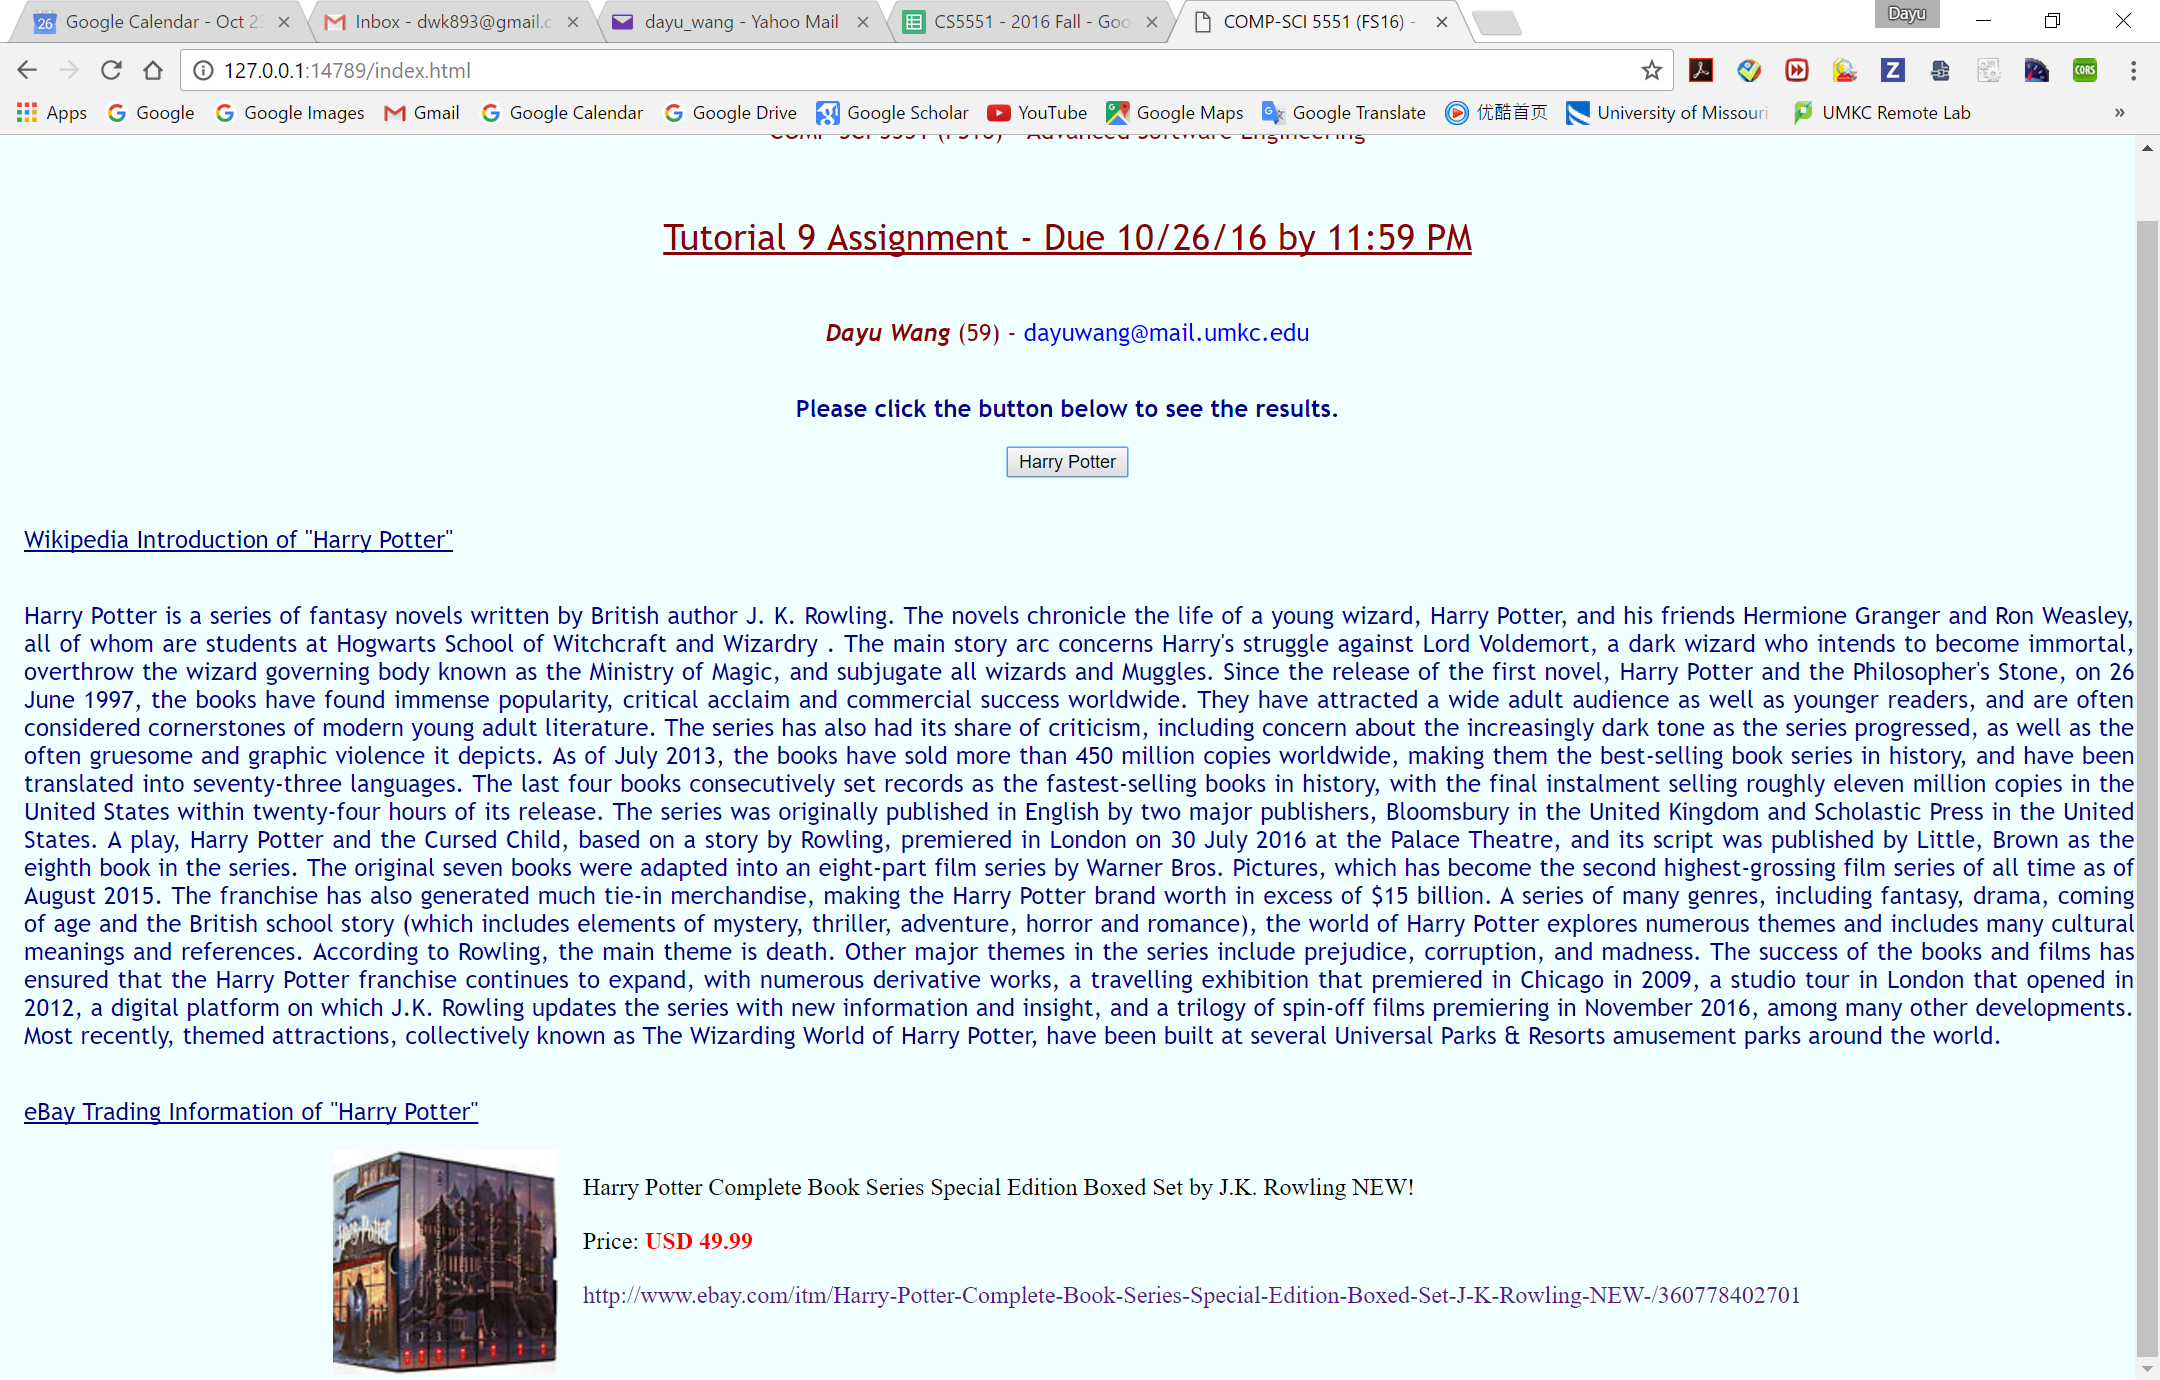 Google Calendar - Oct 2
Inbox - dwk893@gmail.c
dayu_wang - Yahoo Mail
CS5551 - 2016 Fall - Goo
COMP-SCI 5551 (FS16) -
Dayu
127.0.0.1:14789/index.html
CORS
Apps
Google
Google Images
Gmail
Google Calendar
Google Drive
Google Scholar
YouTube
Google Maps
Google Translate
优酷首页
University of Missouri
UMKC Remote Lab
COMP-SCI 5551 (FS16) - Advanced Software Engineering
Tutorial 9 Assignment - Due 10/26/16 by 11:59 PM
Dayu Wang (59) - dayuwang@mail.umkc.edu
Please click the button below to see the results.
Harry Potter
Wikipedia Introduction of "Harry Potter"
Harry Potter is a series of fantasy novels written by British author J. K. Rowling. The novels chronicle the life of a young wizard, Harry Potter, and his friends Hermione Granger and Ron Weasley,
all of whom are students at Hogwarts School of Witchcraft and Wizardry . The main story arc concerns Harry's struggle against Lord Voldemort, a dark wizard who intends to become immortal,
overthrow the wizard governing body known as the Ministry of Magic, and subjugate all wizards and Muggles. Since the release of the first novel, Harry Potter and the Philosopher's Stone, on 26
June 1997, the books have found immense popularity, critical acclaim and commercial success worldwide. They have attracted a wide adult audience as well as younger readers, and are often
considered cornerstones of modern young adult literature. The series has also had its share of criticism, including concern about the increasingly dark tone as the series progressed, as well as the
often gruesome and graphic violence it depicts. As of July 2013, the books have sold more than 450 million copies worldwide, making them the best-selling book series in history, and have been
translated into seventy-three languages. The last four books consecutively set records as the fastest-selling books in history, with the final instalment selling roughly eleven million copies in the
United States within twenty-four hours of its release. The series was originally published in English by two major publishers, Bloomsbury in the United Kingdom and Scholastic Press in the United
States. A play, Harry Potter and the Cursed Child, based on a story by Rowling, premiered in London on 30 July 2016 at the Palace Theatre, and its script was published by Little, Brown as the
eighth book in the series. The original seven books were adapted into an eight-part film series by Warner Bros. Pictures, which has become the second highest-grossing film series of all time as of
August 2015. The franchise has also generated much tie-in merchandise, making the Harry Potter brand worth in excess of $15 billion. A series of many genres, including fantasy, drama, coming
of age and the British school story (which includes elements of mystery, thriller, adventure, horror and romance), the world of Harry Potter explores numerous themes and includes many cultural
meanings and references. According to Rowling, the main theme is death. Other major themes in the series include prejudice, corruption, and madness. The success of the books and films has
ensured that the Harry Potter franchise continues to expand, with numerous derivative works, a travelling exhibition that premiered in Chicago in 2009, a studio tour in London that opened in
2012, a digital platform on which J.K. Rowling updates the series with new information and insight, and a trilogy of spin-off films premiering in November 2016, among many other developments.
Most recently, themed attractions, collectively known as The Wizarding World of Harry Potter, have been built at several Universal Parks & Resorts amusement parks around the world.
eBay Trading Information of "Harry Potter"
Harry Potter
1 2 3 4 5 6 7
Harry Potter Complete Book Series Special Edition Boxed Set by J.K. Rowling NEW!
Price: USD 49.99
http://www.ebay.com/itm/Harry-Potter-Complete-Book-Series-Special-Edition-Boxed-Set-J-K-Rowling-NEW-/360778402701